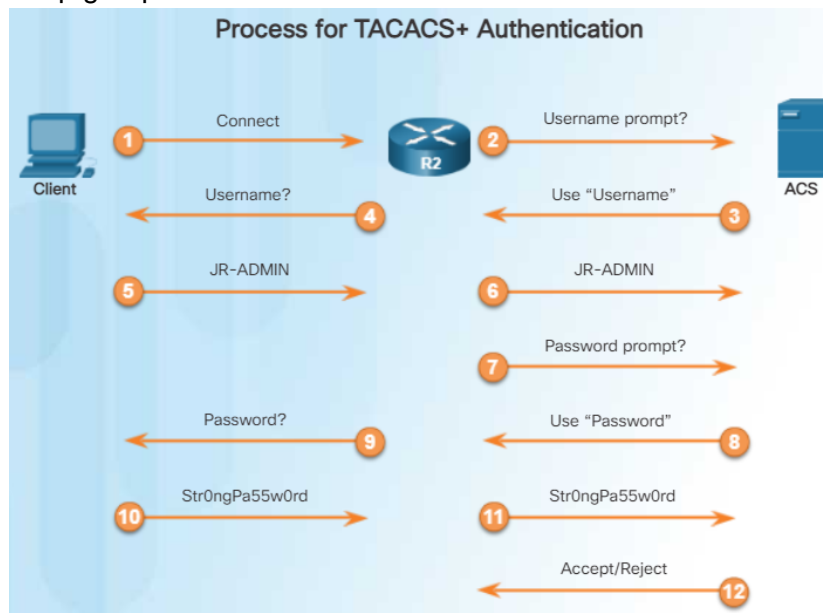 Process for TACACS+ Authentication
1
Connect
2
Username prompt?
R2
Client
ACS
Username?
4
Use “Username”
3
5
JR-ADMIN
6
JR-ADMIN
7
Password prompt?
Password?
9
Use “Password”
8
10
Str0ngPa55w0rd
11
Str0ngPa55w0rd
Accept/Reject
12